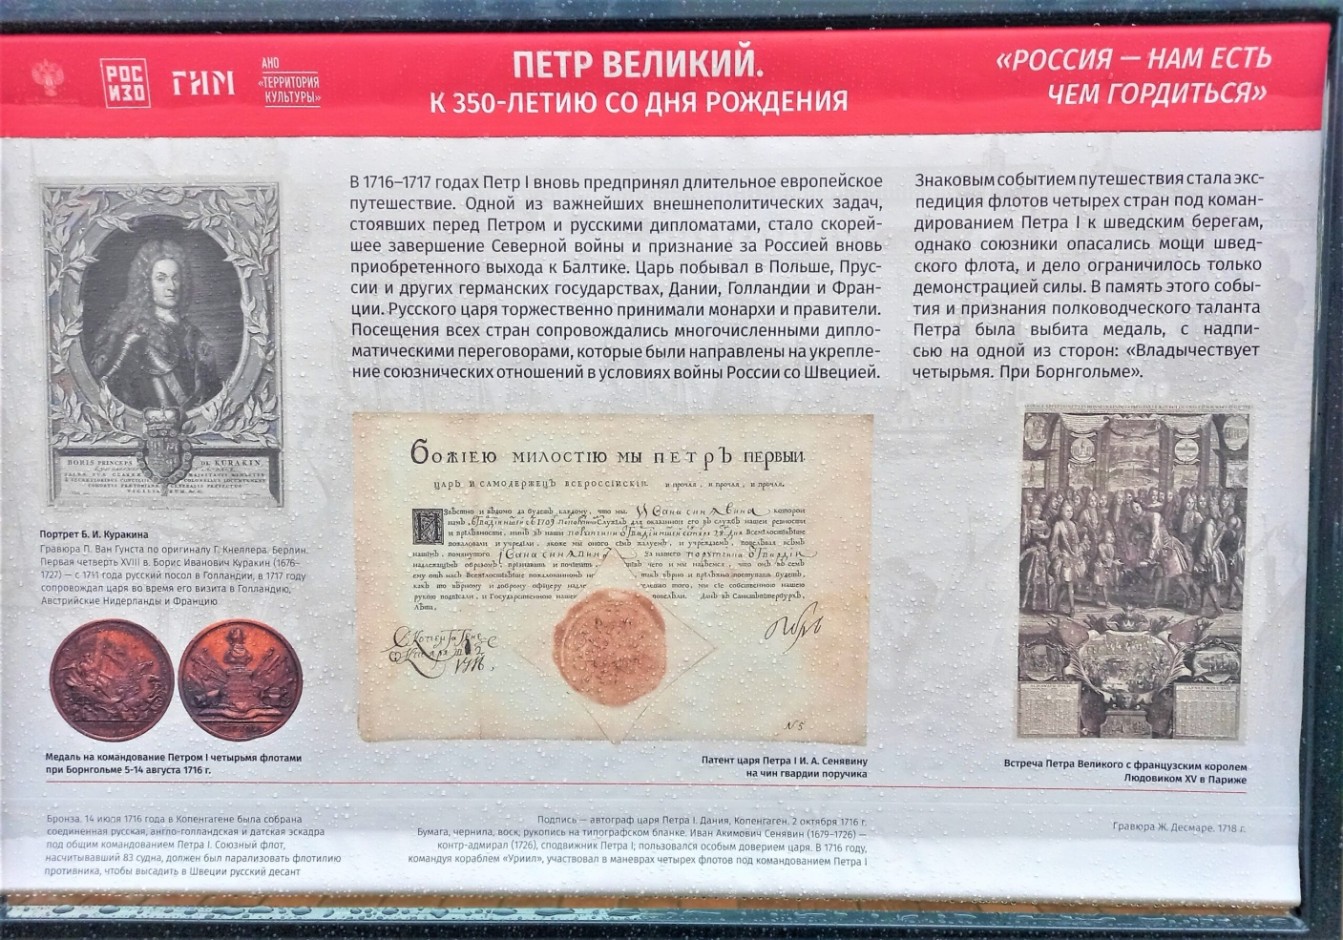 РОС
ИЗО
ГИМ
АНО
«ТЕРРИТОРИЯ
КУЛЬТУРЫ»
ПЕТР ВЕЛИКИЙ.
К 350-ЛЕТИЮ СО ДНЯ РОЖДЕНИЯ
«РОССИЯ — НАМ ЕСТЬ
ЧЕМ ГОРДИТЬСЯ»
В 1716–1717 годах Петр I вновь предпринял длительное европейское
путешествие. Одной из важнейших внешнеполитических задач,
стоявших перед Петром и русскими дипломатами, стало скорей-
шее завершение Северной войны и признание за Россией вновь
приобретенного выхода к Балтике. Царь побывал в Польше, Прус-
сии и других германских государствах, Дании, Голландии и Фран-
ции. Русского царя торжественно принимали монархи и правители.
Посещения всех стран сопровождались многочисленными дипло-
матическими переговорами, которые были направлены на укрепле-
ние союзнических отношений в условиях войны России со Швецией.
Знаковым событием путешествия стала экс-
педиция флотов четырех стран под коман-
дированием Петра I к шведским берегам,
однако союзники опасались мощи швед-
ского флота, и дело ограничилось только
демонстрацией силы. В память этого собы-
тия и признания полководческого таланта
Петра была выбита медаль, с надпи-
сью на одной из сторон: «Владычествует
четырьмя. При Борнгольме».
BORIS PRINCEPS DE KURAKIN
Портрет Б. И. Куракина
Гравюра П. Ван Гунста по оригиналу Г. Кнеллера. Берлин.
Первая четверть XVIII в. Борис Иванович Куракин (1676–
1727) — с 1711 года русский посол в Голландии, в 1717 году
сопровождал царя во время его визита в Голландию,
Австрийские Нидерланды и Францию
Медаль на командование Петром I четырьмя флотами
при Борнгольме 5-14 августа 1716 г.
Бронза. 14 июля 1716 года в Копенгагене была собрана
соединенная русская, англо-голландская и датская эскадра
под общим командованием Петра I. Союзный флот,
насчитывавший 83 судна, должен был парализовать флотилию
противника, чтобы высадить в Швеции русский десант
БОЖІЕЮ МИЛОСТІЮ МЫ ПЕТРЪ ПЕРВЫИ
ЦАРЬ И САМОДЕРЖЕЦЪ ВСЕРОССІИСКІИ. и прочая, и прочая, и прочая.
1716
N 5
Патент царя Петра I И. А. Сенявину
на чин гвардии поручика
Подпись — автограф царя Петра I. Дания, Копенгаген. 2 октября 1716 г.
Бумага, чернила, воск; рукопись на типографском бланке. Иван Акимович Сенявин (1679–1726) —
контр-адмирал (1726), сподвижник Петра I; пользовался особым доверием царя. В 1716 году,
командуя кораблем «Уриил», участвовал в маневрах четырех флотов под командованием Петра I
Встреча Петра Великого с французским королем
Людовиком XV в Париже
Гравюра Ж. Десмаре. 1718 г.